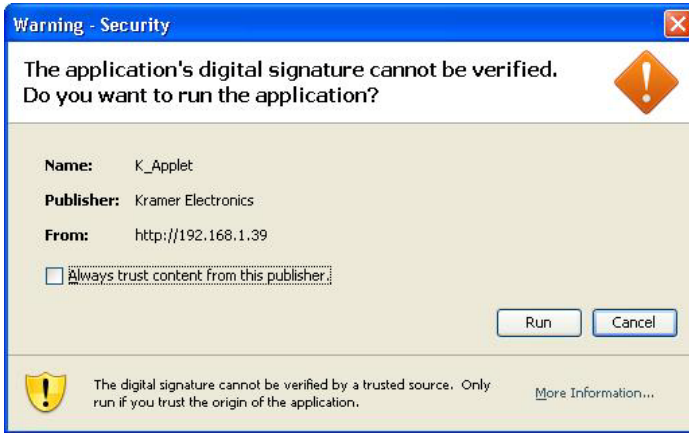 Warning - Security
The application's digital signature cannot be verified.
Do you want to run the application?
Name: K_Applet
Publisher: Kramer Electronics
From: http://192.168.1.39
Always trust content from this publisher.
Run Cancel
The digital signature cannot be verified by a trusted source. Only
run if you trust the origin of the application.
More Information...